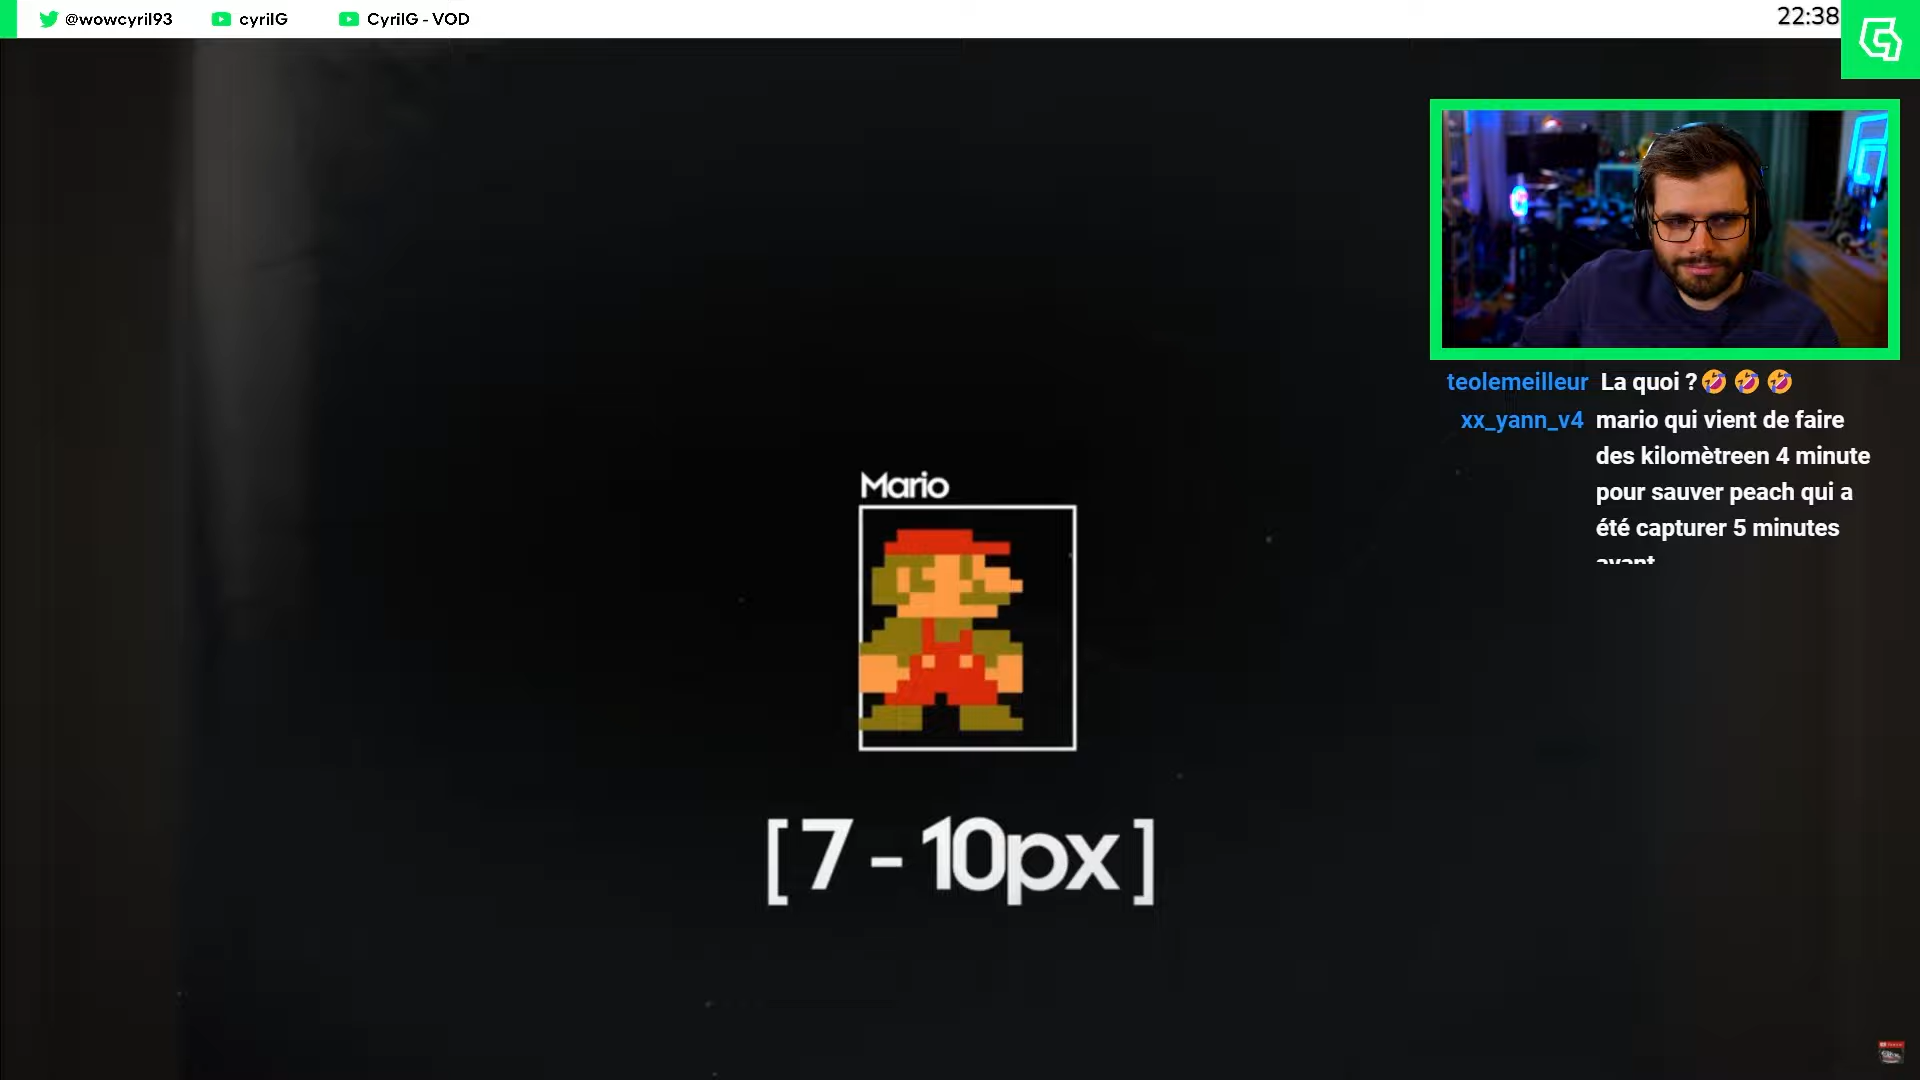 @wowcyril93 cyrilG CyrilG - VOD 22:38
teolemeilleur La quoi ?🤣 🤣 🤣
xx_yann_v4 mario qui vient de faire
des kilomètreen 4 minute
pour sauver peach qui a
été capturer 5 minutes
avant
Mario
[ 7 - 10px ]